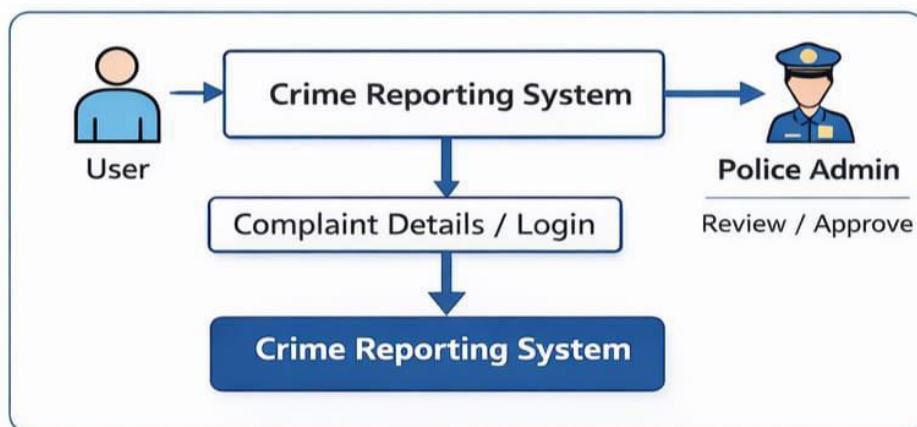 Crime Reporting System
User
Police Admin
Review / Approve
Complaint Details / Login
Crime Reporting System